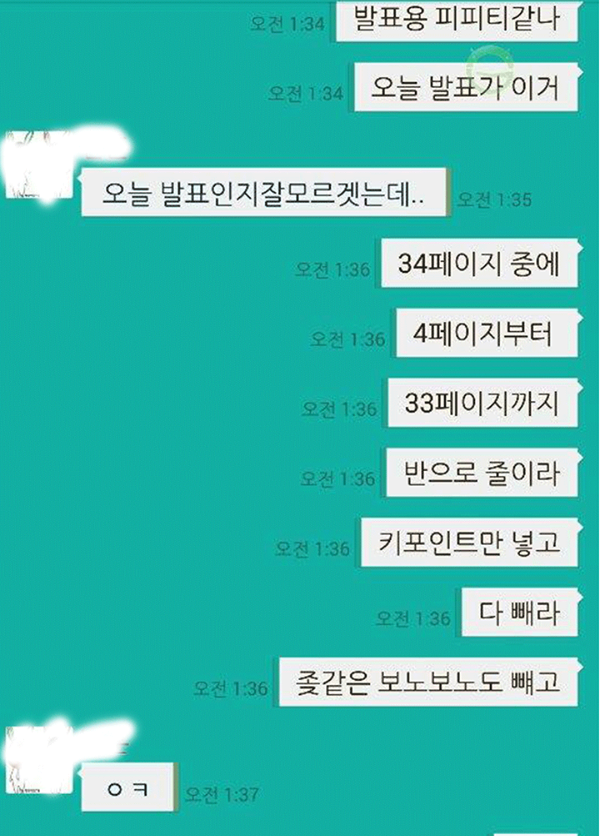 오전 1:34 발표용 피피티같나
오전 1:34 오늘 발표가 이거
오늘 발표인지잘모르겟는데.. 오전 1:35
오전 1:36 34페이지 중에
오전 1:36 4페이지부터
오전 1:36 33페이지까지
오전 1:36 반으로 줄이라
오전 1:36 키포인트만 넣고
오전 1:36 다 빼라
오전 1:36 좆같은 보노보노도 빼고
ㅇㅋ 오전 1:37